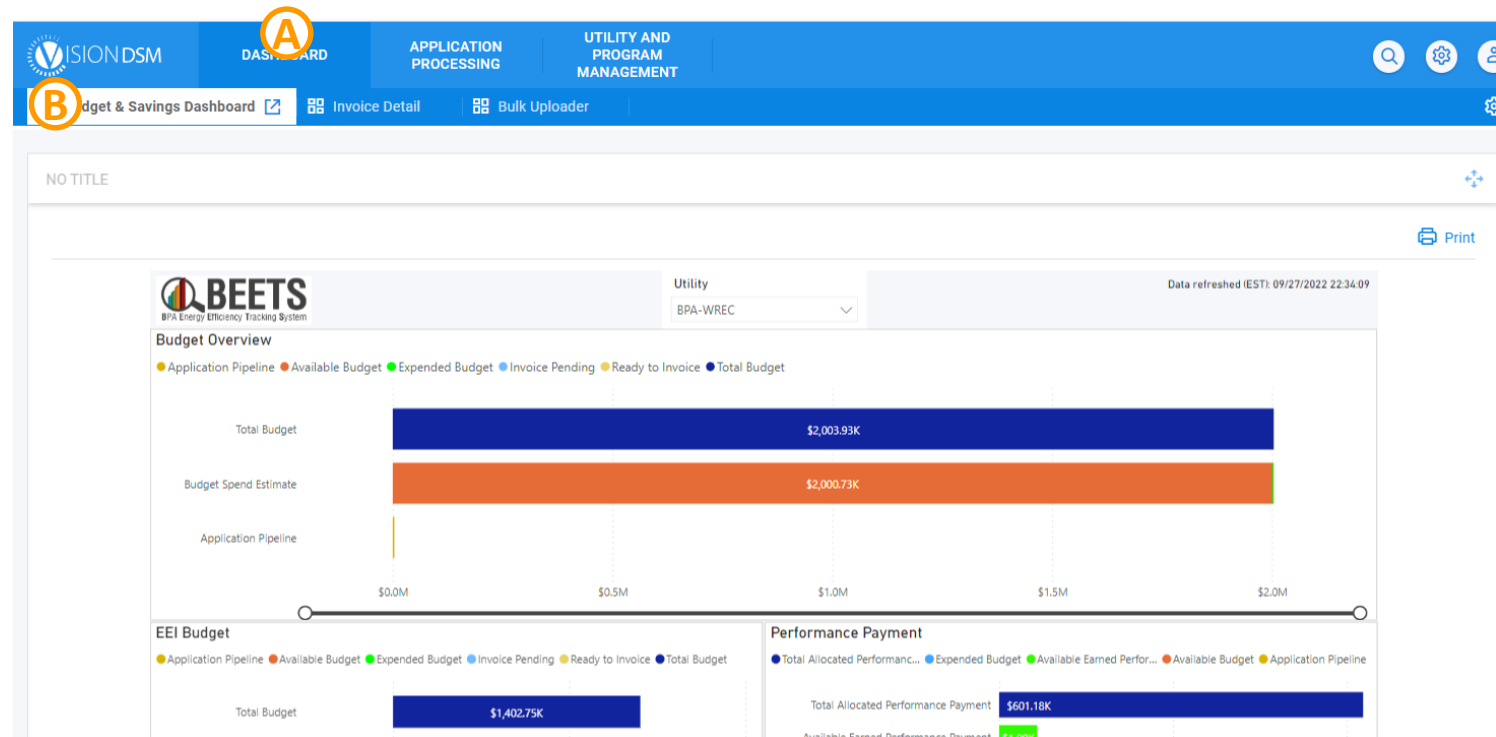 A
VISION DSM
DASHBOARD
APPLICATION
PROCESSING
UTILITY AND
PROGRAM
MANAGEMENT
B
dget & Savings Dashboard
Invoice Detail
Bulk Uploader
NO TITLE
Print
BEETS
BPA Energy Efficiency Tracking System
Utility
BPA-WREC
Data refreshed (EST): 09/27/2022 22:34:09
Budget Overview
Application Pipeline Available Budget Expended Budget Invoice Pending Ready to Invoice Total Budget
Total Budget
$2,003.93K
Budget Spend Estimate
$2,000.73K
Application Pipeline
$0.0M $0.5M $1.0M $1.5M $2.0M
EEI Budget
Application Pipeline Available Budget Expended Budget Invoice Pending Ready to Invoice Total Budget
Total Budget
$1,402.75K
Performance Payment
Total Allocated Performanc... Expended Budget Available Earned Perfor... Available Budget Application Pipeline
Total Allocated Performance Payment
$601.18K
Available Earned Performance Payment